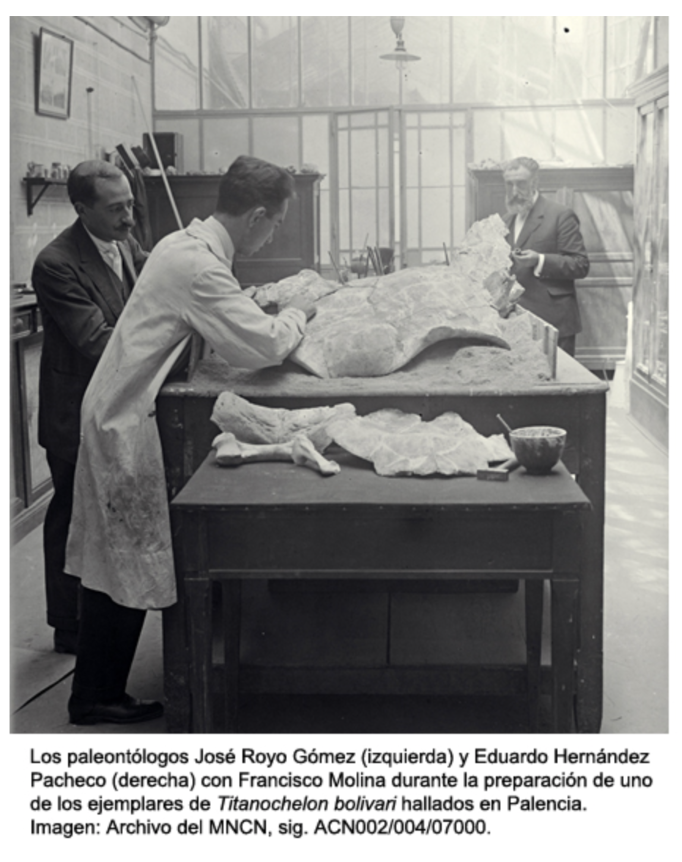 Los paleontólogos José Royo Gómez (izquierda) y Eduardo Hernández
Pacheco (derecha) con Francisco Molina durante la preparación de uno
de los ejemplares de Titanochelon bolivari hallados en Palencia.
Imagen: Archivo del MNCN, sig. ACN002/004/07000.